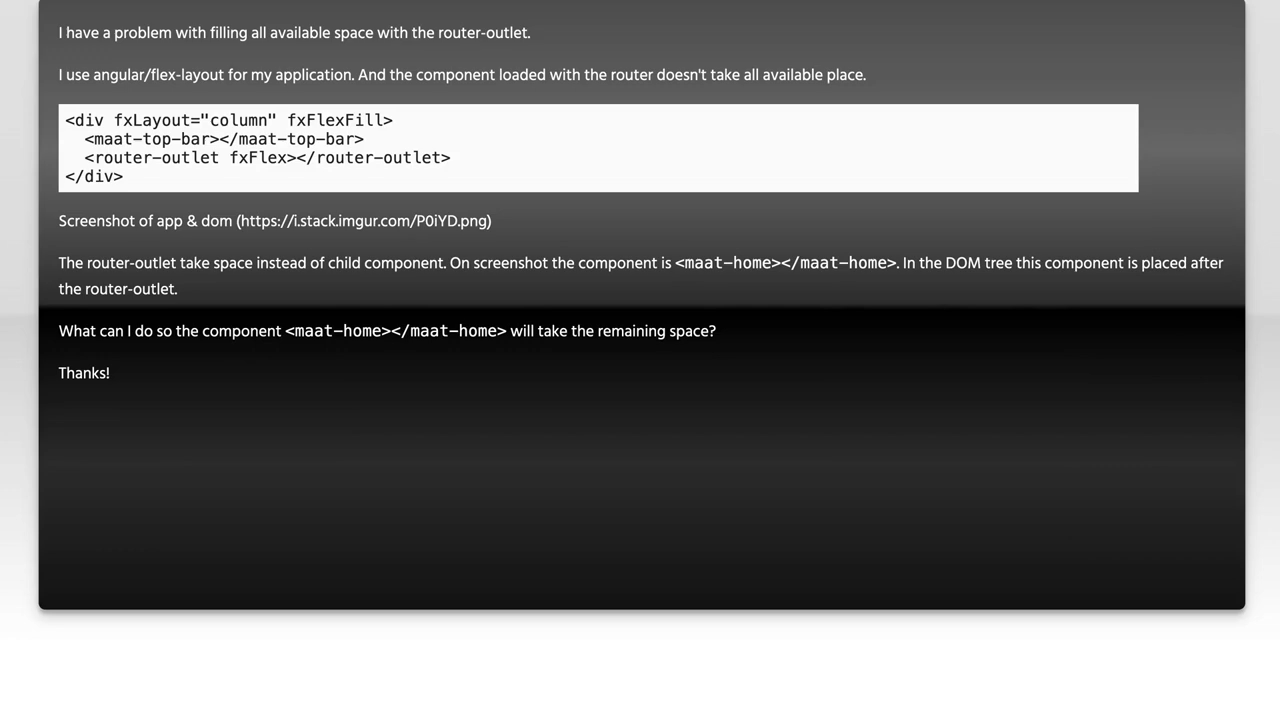 I have a problem with filling all available space with the router-outlet.
I use angular/flex-layout for my application. And the component loaded with the router doesn't take all available place.
<div fxLayout="column" fxFlexFill>
  <maat-top-bar></maat-top-bar>
  <router-outlet fxFlex></router-outlet>
</div>
Screenshot of app & dom (https://i.stack.imgur.com/P0iYD.png)
The router-outlet take space instead of child component. On screenshot the component is <maat-home></maat-home>. In the DOM tree this component is placed after
the router-outlet.
What can I do so the component <maat-home></maat-home> will take the remaining space?
Thanks!